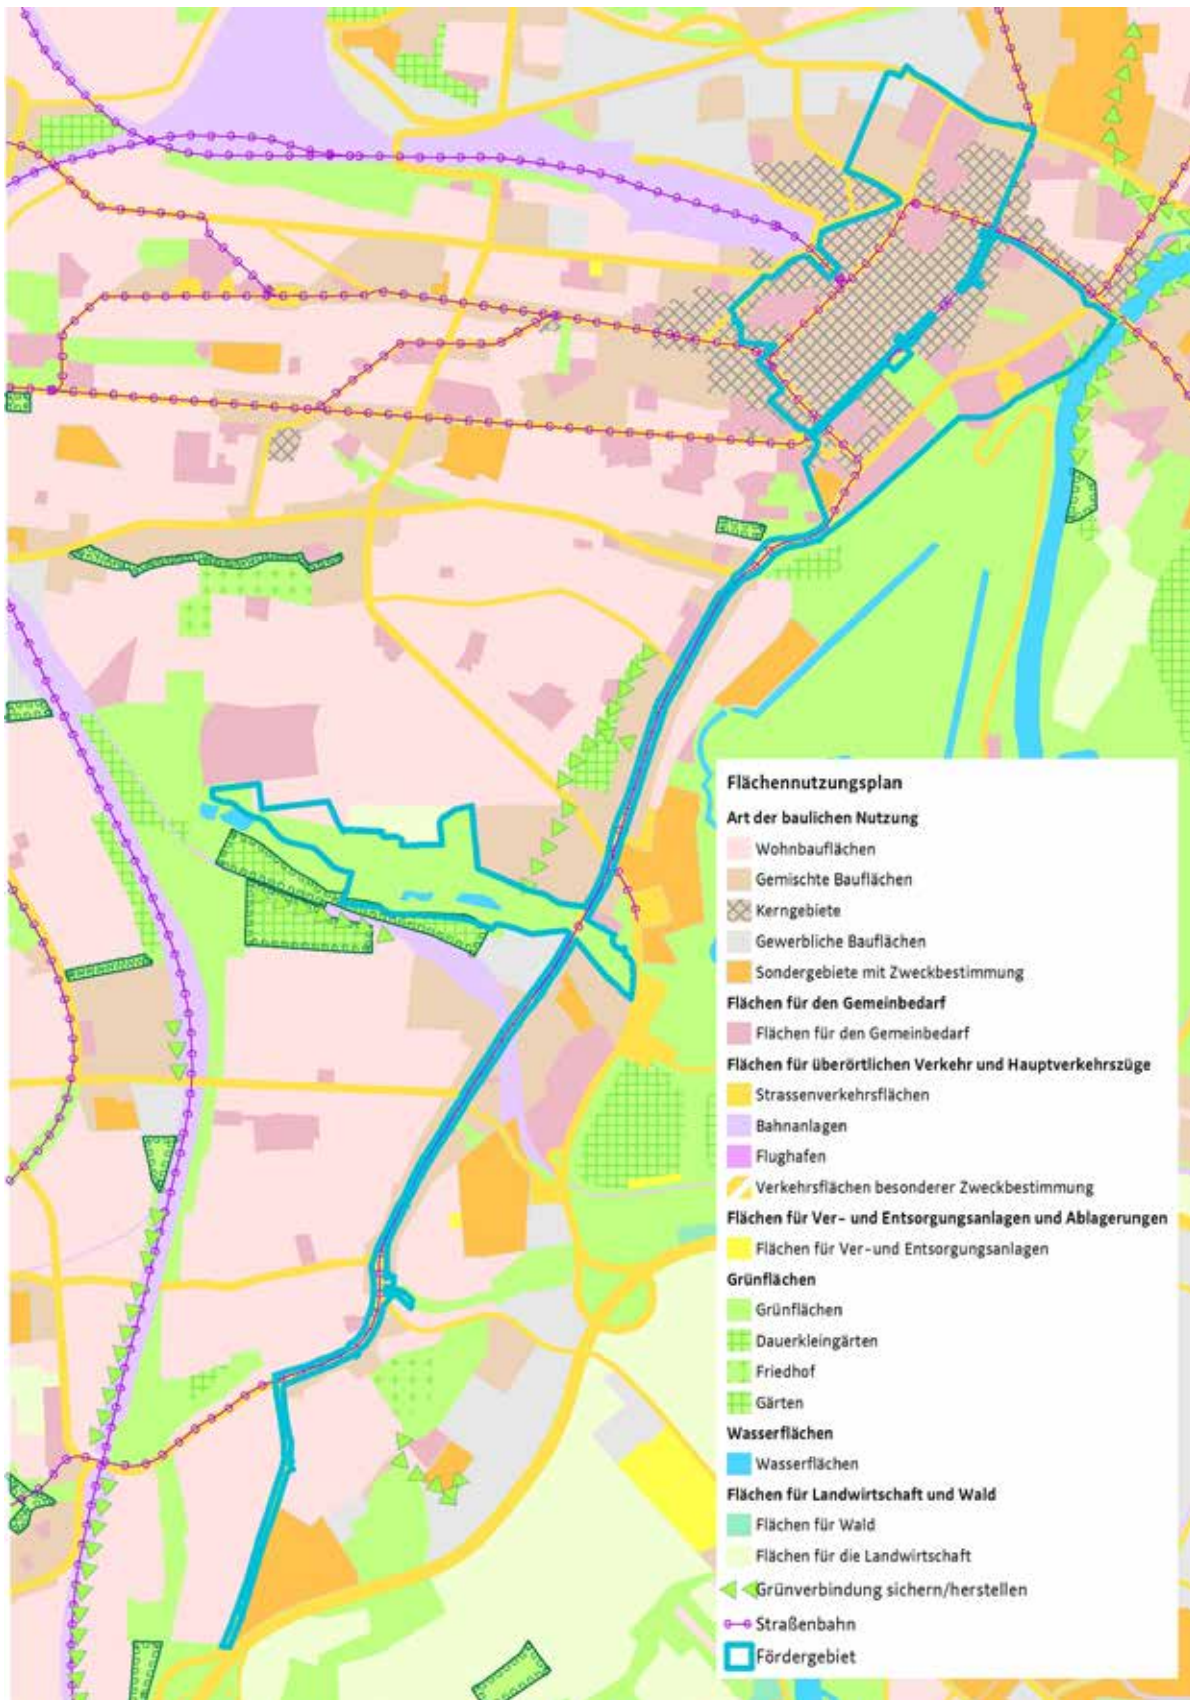 Flächennutzungsplan
Art der baulichen Nutzung
Wohnbauflächen
Gemischte Bauflächen
Kerngebiete
Gewerbliche Bauflächen
Sondergebiete mit Zweckbestimmung
Flächen für den Gemeinbedarf
Flächen für den Gemeinbedarf
Flächen für überörtlichen Verkehr und Hauptverkehrszüge
Strassenverkehrsflächen
Bahnanlagen
Flughafen
Verkehrsflächen besonderer Zweckbestimmung
Flächen für Ver- und Entsorgungsanlagen und Ablagerungen
Flächen für Ver-und Entsorgungsanlagen
Grünflächen
Grünflächen
Dauerkleingärten
Friedhof
Gärten
Wasserflächen
Wasserflächen
Flächen für Landwirtschaft und Wald
Flächen für Wald
Flächen für die Landwirtschaft
Grünverbindung sichern/herstellen
Straßenbahn
Fördergebiet